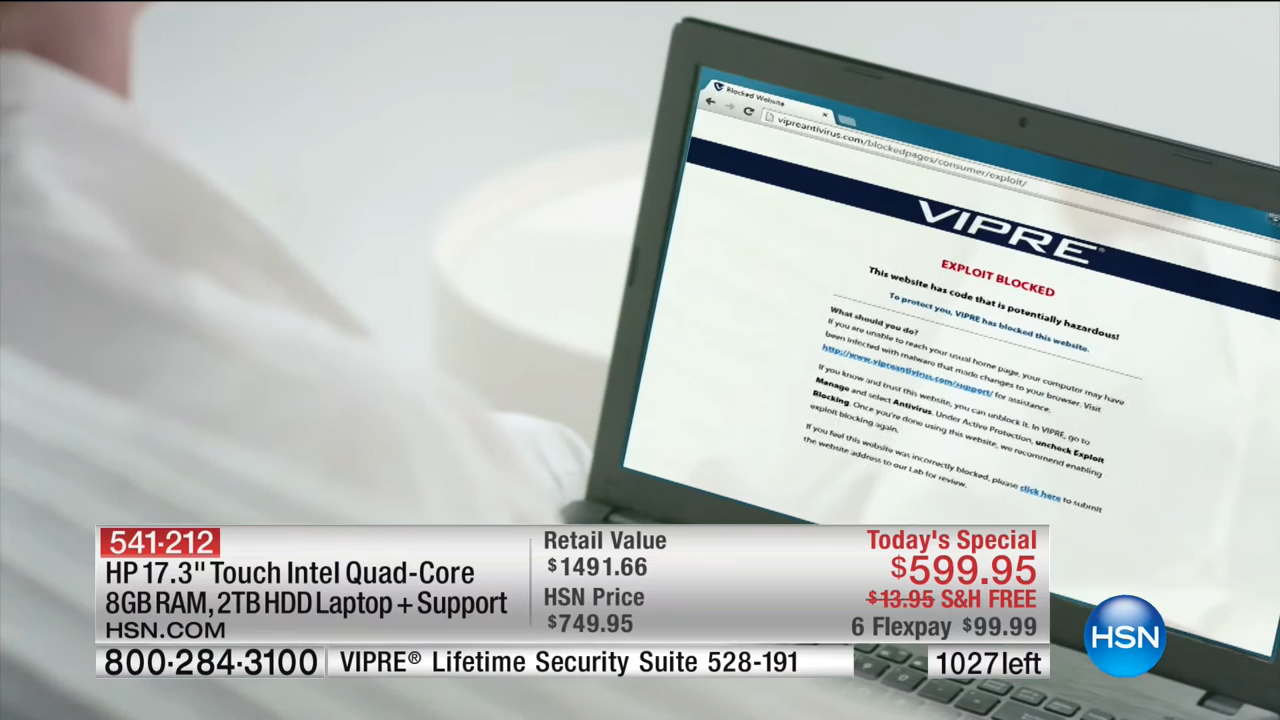 Blocked Website
vipreantivirus.com/blockedpages/consumer/exploit/
VIPRE®
EXPLOIT BLOCKED
This website has code that is potentially hazardous!
To protect you, VIPRE has blocked this website.
What should you do?
If you are unable to reach your usual home page, your computer may have
been infected with malware that made changes to your browser. Visit
http://www.vipreantivirus.com/support/ for assistance.
If you know and trust this website, you can unblock it. In VIPRE, go to
Manage and select Antivirus. Under Active Protection, uncheck Exploit
Blocking. Once you're done using this website, we recommend enabling
exploit blocking again.
If you feel this website was incorrectly blocked, please click here to submit
the website address to our Lab for review.
541-212
HP 17.3" Touch Intel Quad-Core
8GB RAM, 2TB HDD Laptop + Support
HSN.COM
Retail Value
$1491.66
HSN Price
$749.95
Today's Special
$599.95
$13.95 S&H FREE
6 Flexpay $99.99
HSN
800·284·3100
VIPRE® Lifetime Security Suite 528-191
1027left